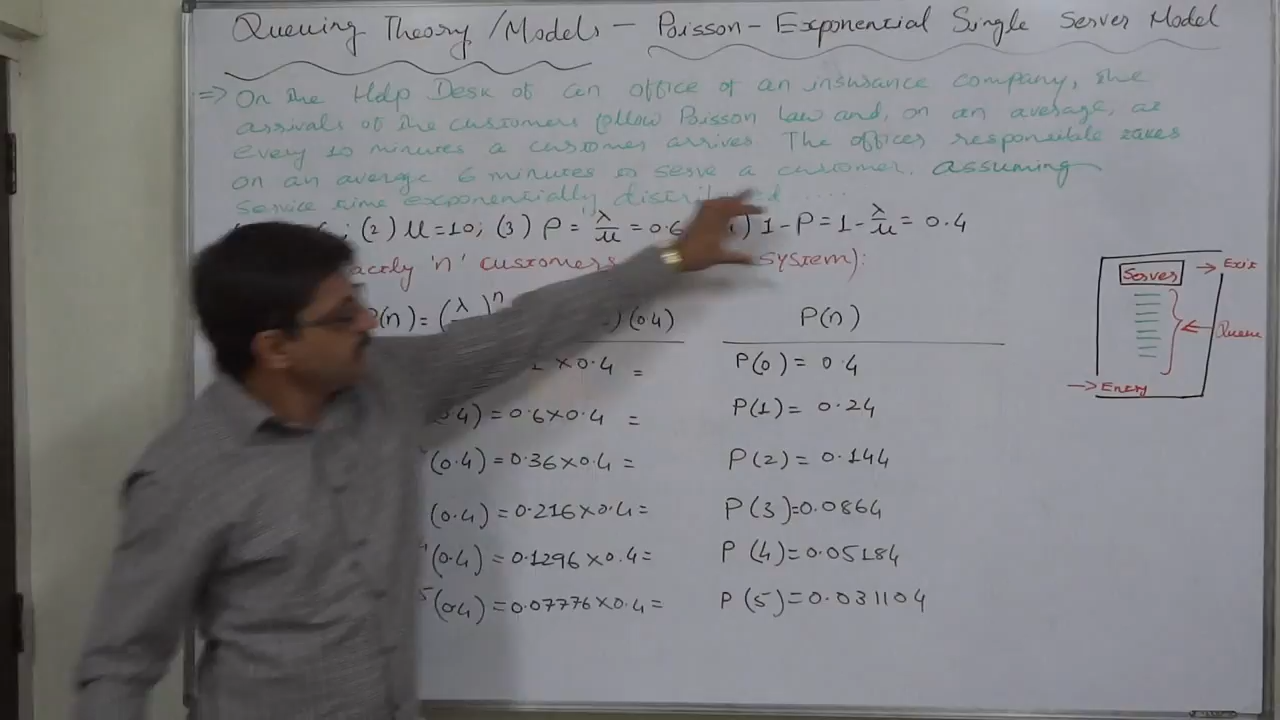 Queuing Theory/Models - Poisson-Exponential Single Server Model
=> On the Help Desk of an office of an insurance company, the
arrivals of the customers follow Poisson law and, on an average, at
every 10 minutes a customer arrives. The officer responsible takes
on an average 6 minutes to serve a customer. assuming
service time exponentially distributed ....
; (2) μ=10; (3) ρ = λ/μ = 0.6 ) 1-ρ = 1-λ/μ = 0.4
'n' customers system):
P(n) = (λ/ )^n )(0.4) P(n)
×0.4 = P(0) = 0.4
0.4) = 0.6×0.4 = P(1) = 0.24
(0.4) = 0.36×0.4 = P(2) = 0.144
(0.4) = 0.216×0.4= P(3)=0.0864
(0.4) = 0.1296×0.4= P(4)=0.05184
5(0.4) = 0.07776×0.4= P(5)=0.031104
Server -> Exit
<- Queue
-> Entry